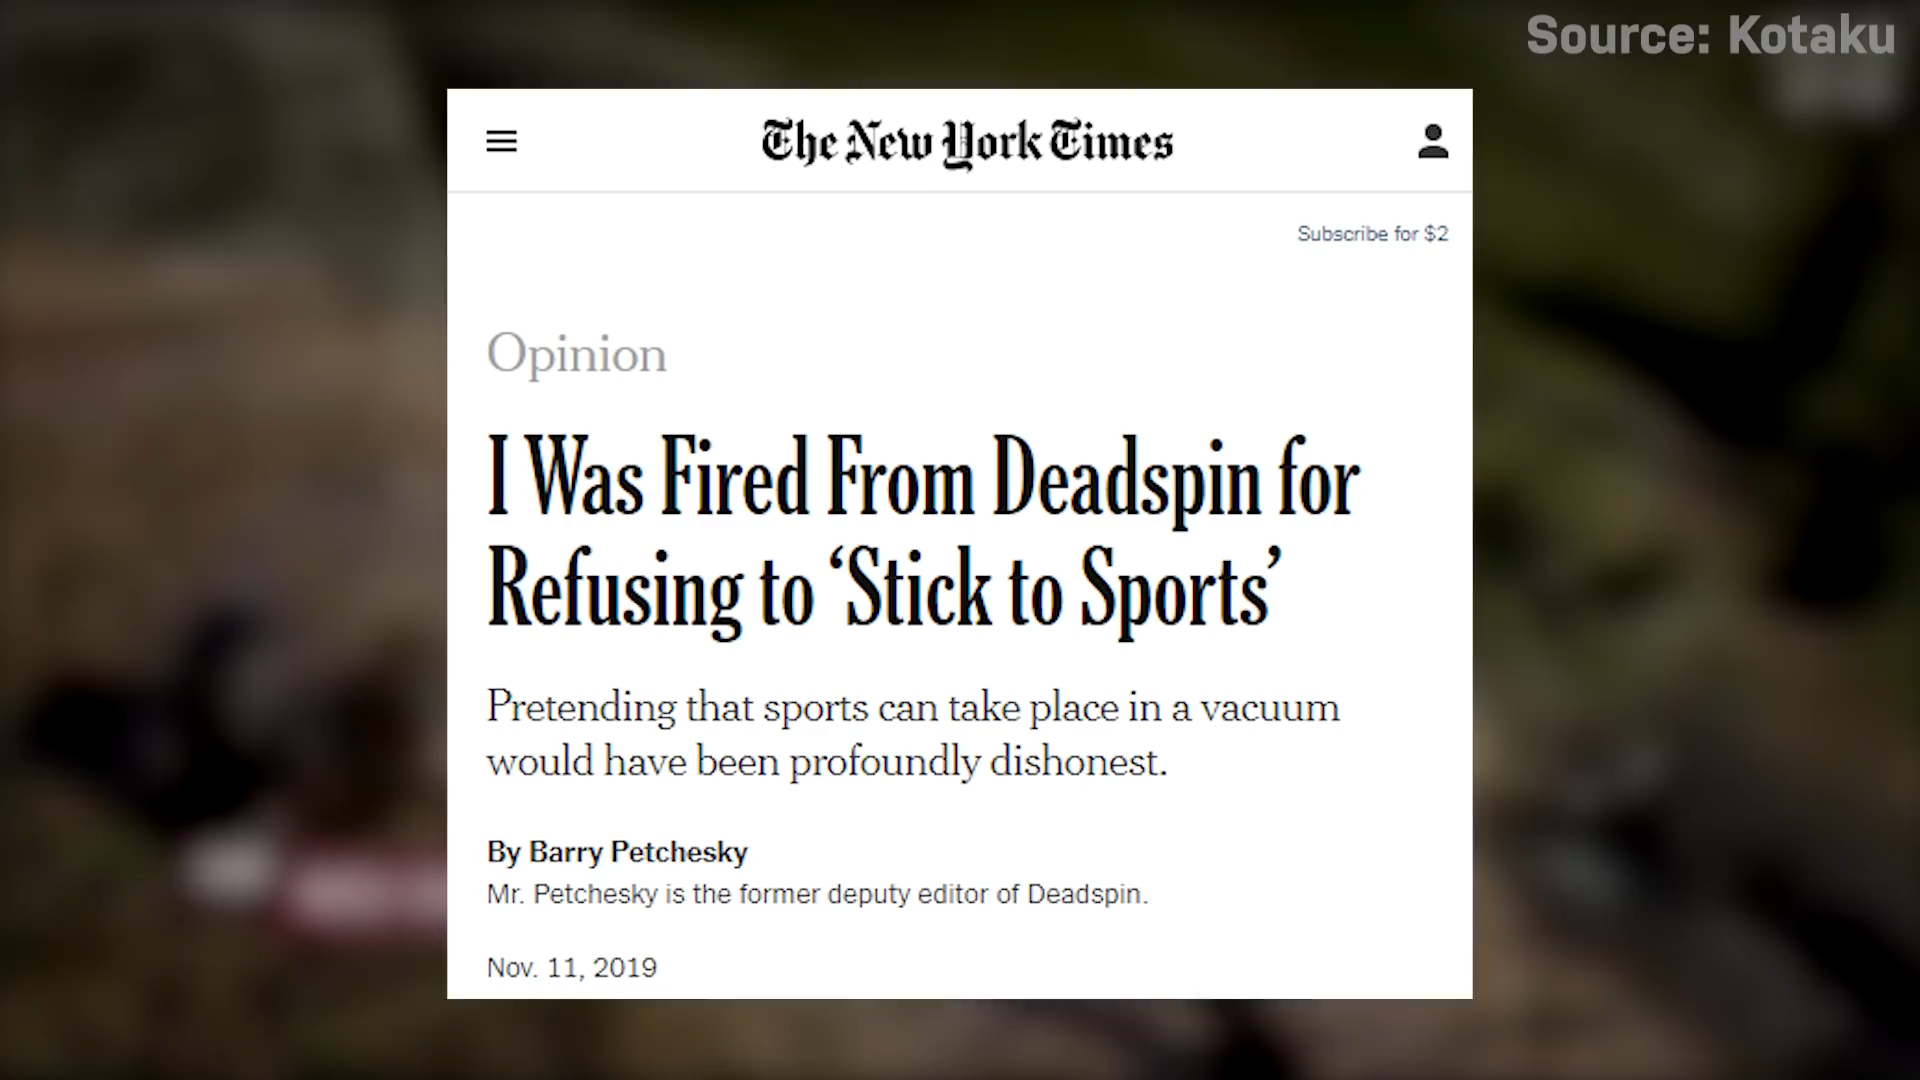 Source: Kotaku
The New York Times
Subscribe for $2
Opinion
I Was Fired From Deadspin for
Refusing to ‘Stick to Sports’
Pretending that sports can take place in a vacuum
would have been profoundly dishonest.
By Barry Petchesky
Mr. Petchesky is the former deputy editor of Deadspin.
Nov. 11, 2019